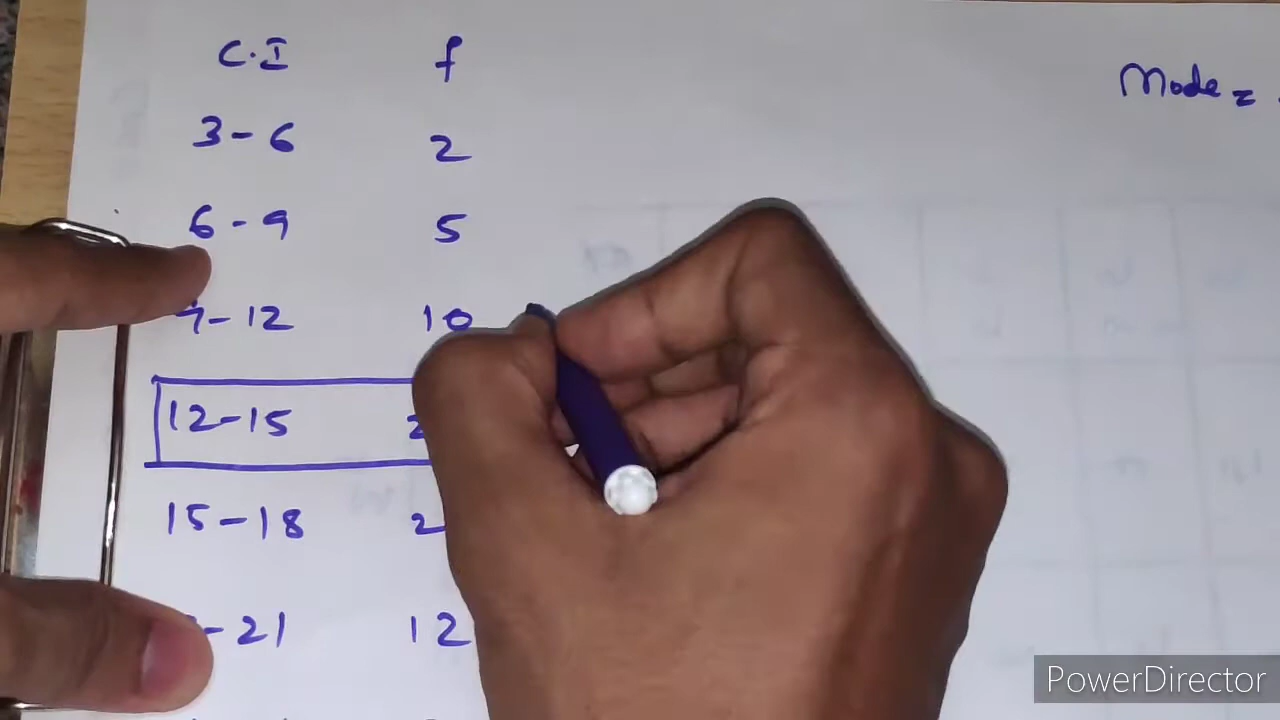 C.I f
Mode =
3-6 2
6-9 5
-12 10
12-15
15-18
-21 12
PowerDirector